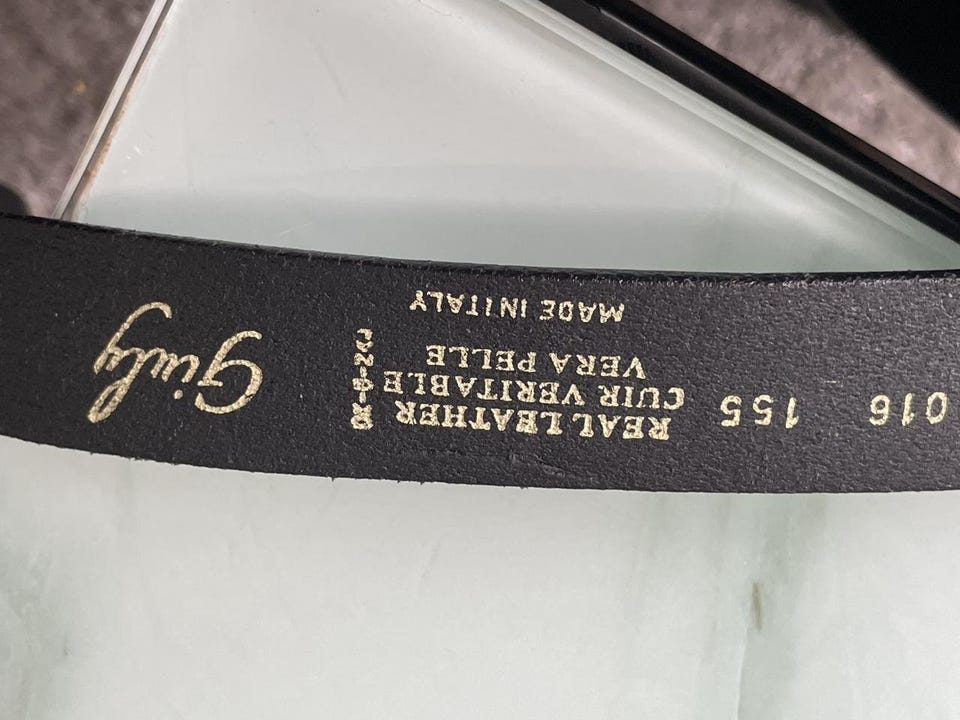 016 155
REAL LEATHER
CUIR VERITABLE
VERA PELLE
MADE IN ITALY
Giuly